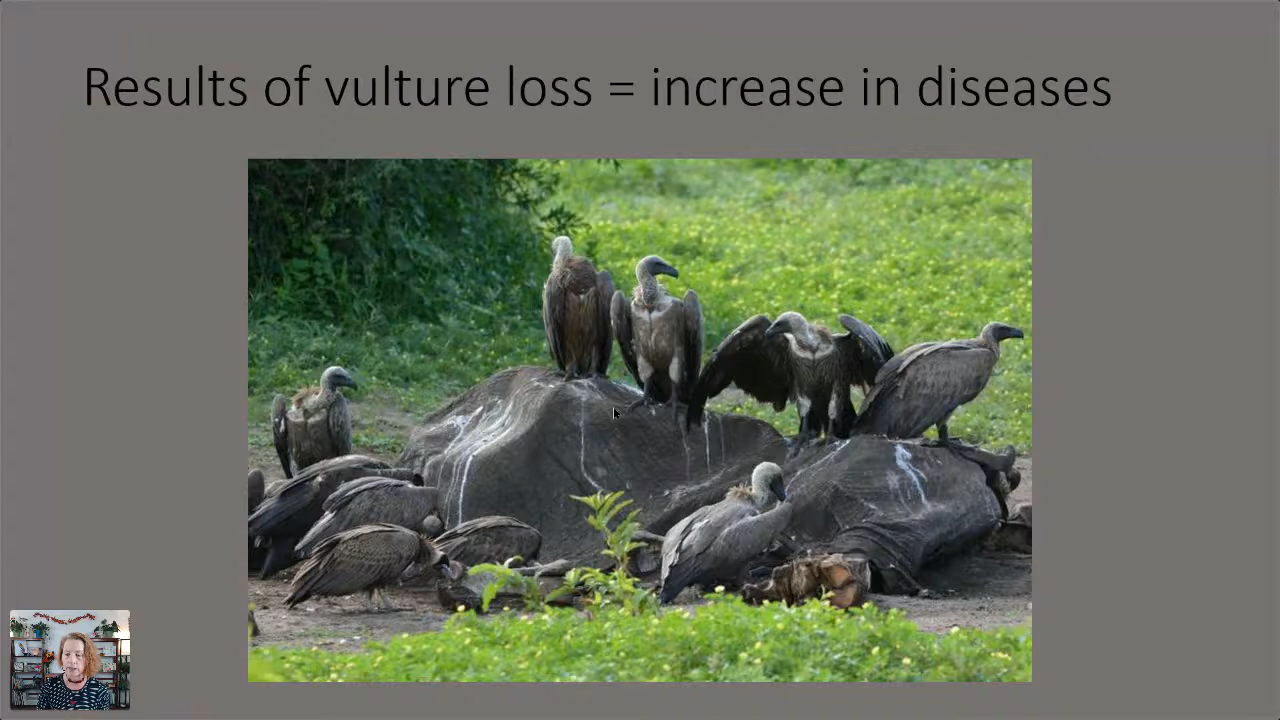 Results of vulture loss = increase in diseases